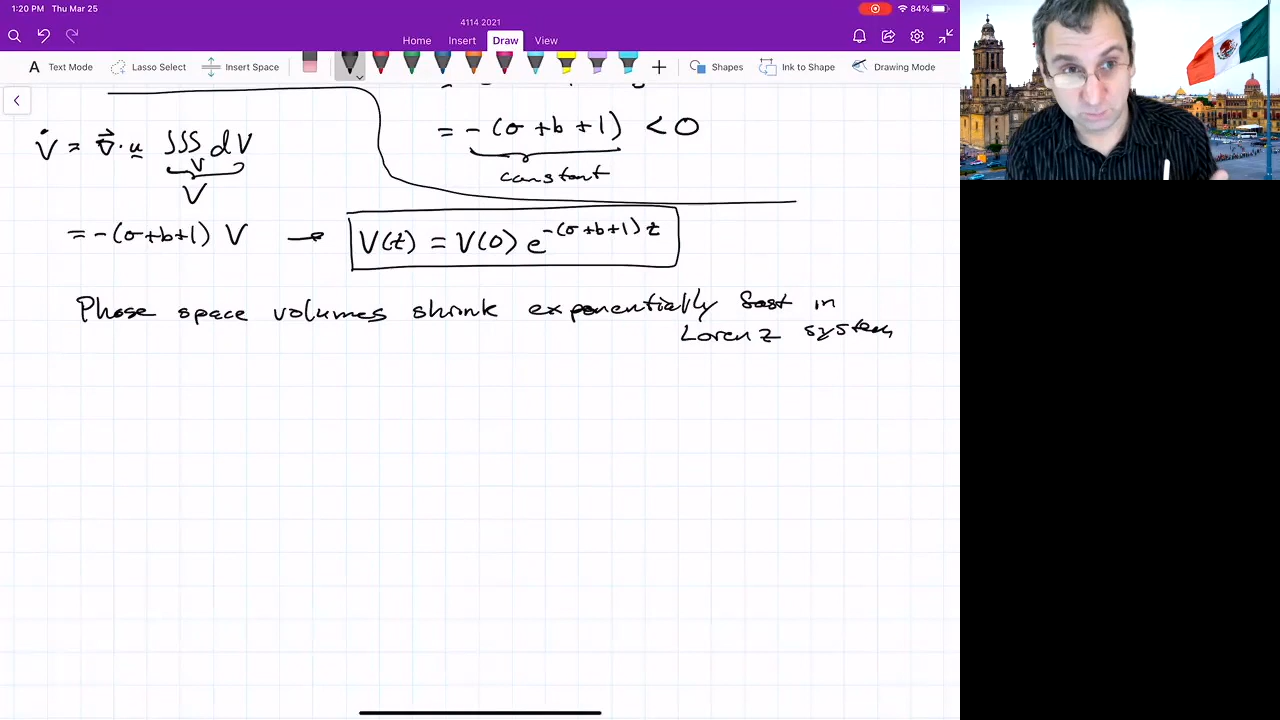 1:20 PM Thu Mar 25
84%
4114 2021
Home Insert Draw View
Text Mode Lasso Select Insert Space Shapes Ink to Shape Drawing Mode
= -(σ+b+1) < 0
constant
V̇ = ∇⃗·u ∫∫∫ dV
V
V
= -(σ+b+1) V → V(t) = V(0) e^-(σ+b+1)t
Phase space volumes shrink exponentially fast in
Lorenz system